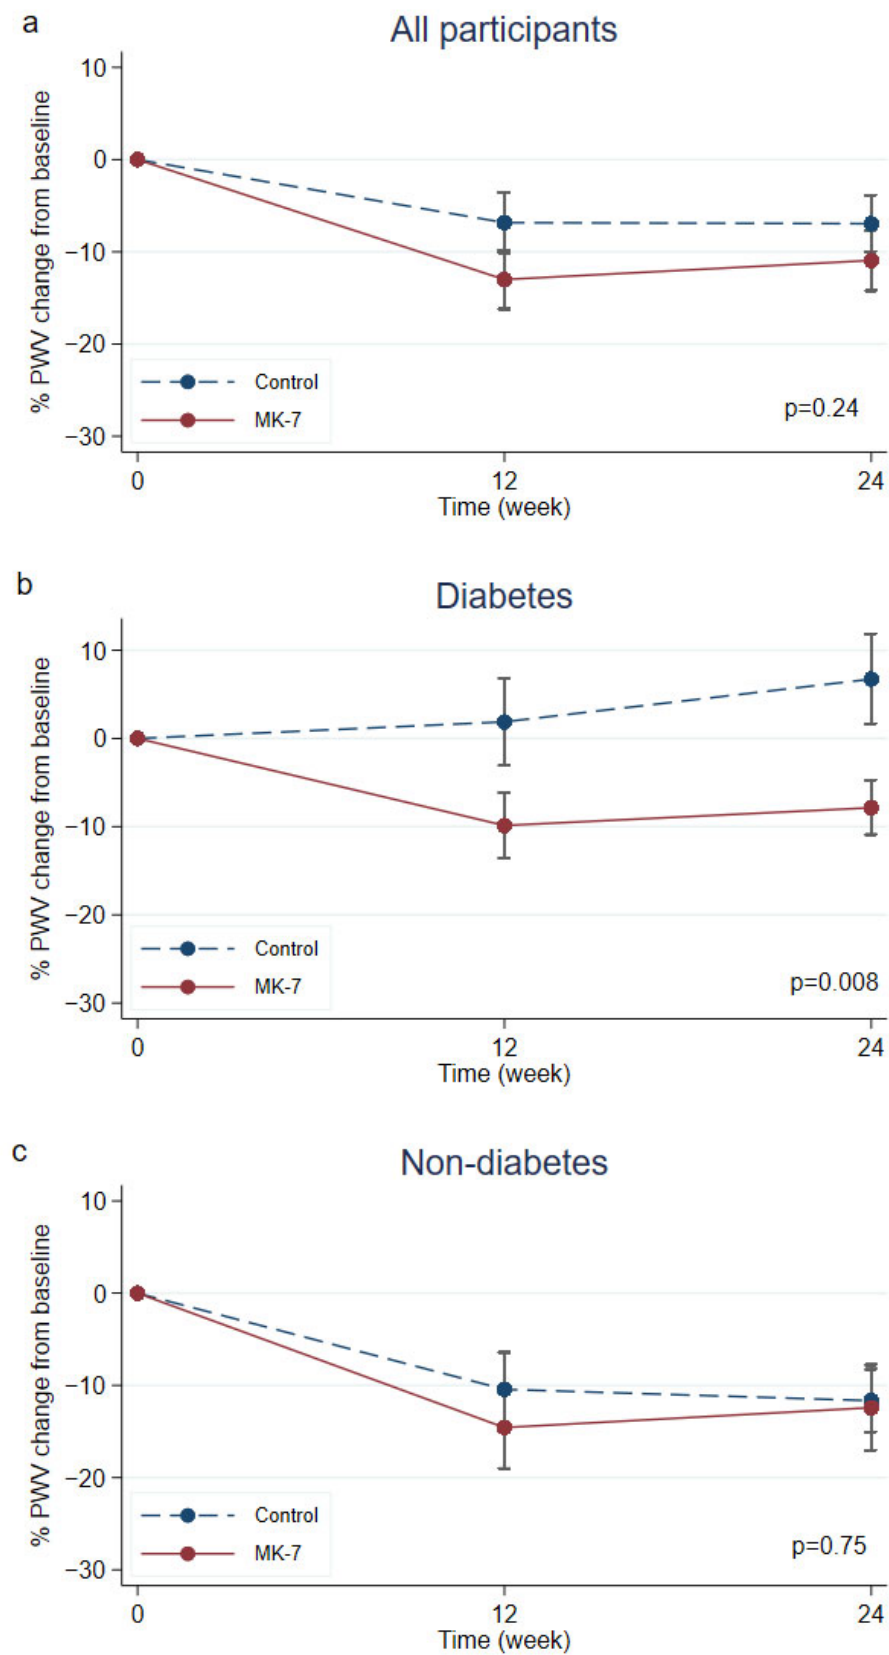 a
All participants
% PWV change from baseline
10
0
−10
−20
−30
Control
MK-7
p=0.24
0 12 24
Time (week)
b
Diabetes
% PWV change from baseline
10
0
−10
−20
−30
Control
MK-7
p=0.008
0 12 24
Time (week)
c
Non-diabetes
% PWV change from baseline
10
0
−10
−20
−30
Control
MK-7
p=0.75
0 12 24
Time (week)